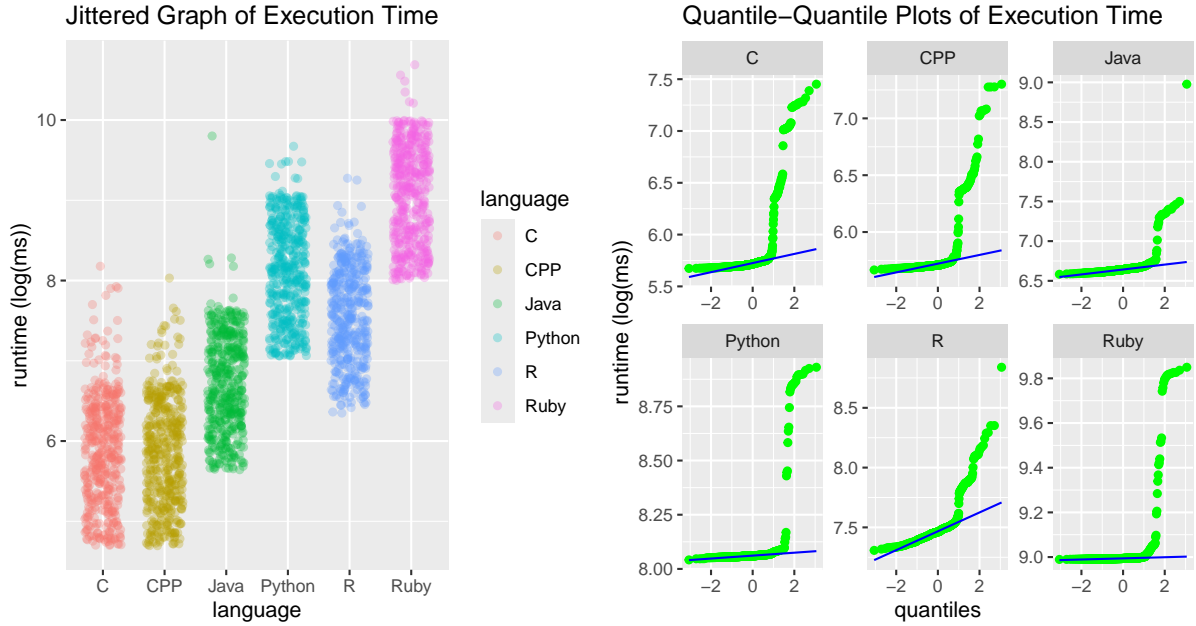 Jittered Graph of Execution Time
runtime (log(ms))
10
8
6
C CPP Java Python R Ruby
language
language
C
CPP
Java
Python
R
Ruby
Quantile−Quantile Plots of Execution Time
runtime (log(ms))
C
7.5
7.0
6.5
6.0
5.5
−2 0 2
CPP
7.0
6.5
6.0
−2 0 2
Java
9.0
8.5
8.0
7.5
7.0
6.5
−2 0 2
Python
8.75
8.50
8.25
8.00
−2 0 2
R
8.5
8.0
7.5
−2 0 2
Ruby
9.8
9.6
9.4
9.2
9.0
−2 0 2
quantiles